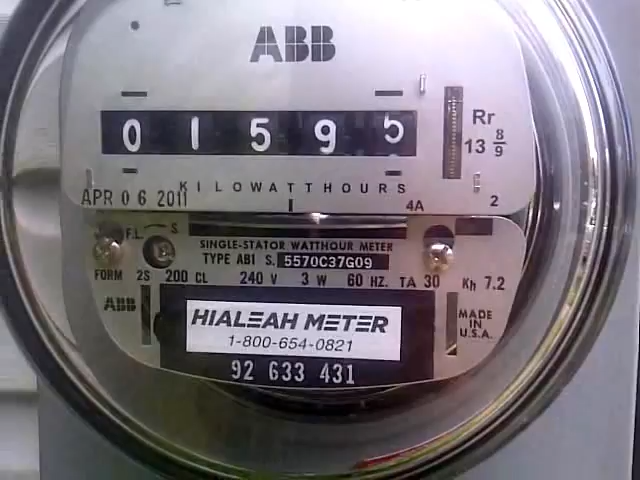 ABB
0 1 5 9 5
Rr
13 8/9
KILOWATTHOURS
APR 06 2011
4A
2
F.L. S
SINGLE-STATOR WATTHOUR METER
TYPE AB1 S. 5570C37G09
FORM 2S 200 CL 240 V 3 W 60 HZ. TA 30 Kh 7.2
ABB
HIALEAH METER
1-800-654-0821
MADE
IN
U.S.A.
92 633 431